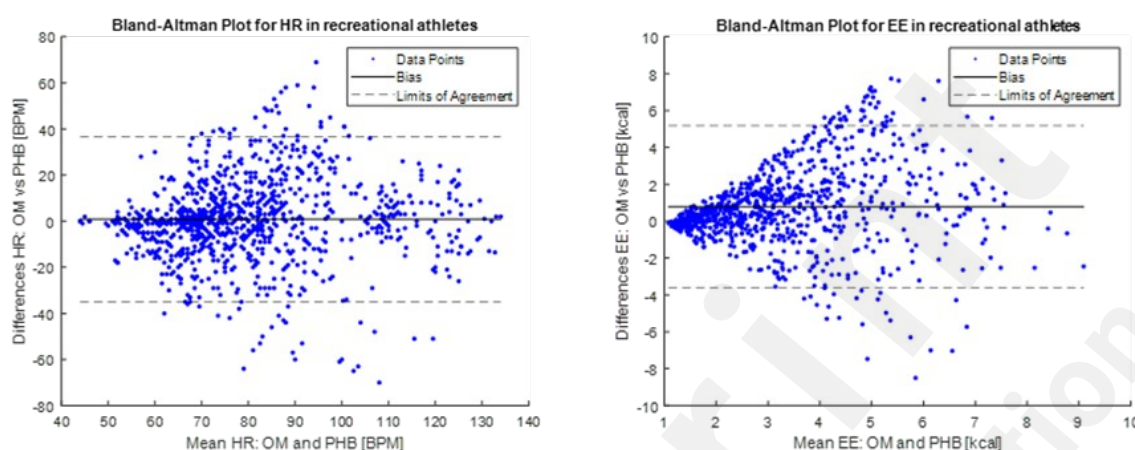 Bland-Altman Plot for HR in recreational athletes
80
60
40
20
0
-20
-40
-60
-80
40 50 60 70 80 90 100 110 120 130 140
Differences HR: OM vs PHB [BPM]
Mean HR: OM and PHB [BPM]
Data Points
Bias
Limits of Agreement
Bland-Altman Plot for EE in recreational athletes
10
8
6
4
2
0
-2
-4
-6
-8
-10
1 2 3 4 5 6 7 8 9 10
Differences EE: OM vs PHB [kcal]
Mean EE: OM and PHB [kcal]
Data Points
Bias
Limits of Agreement